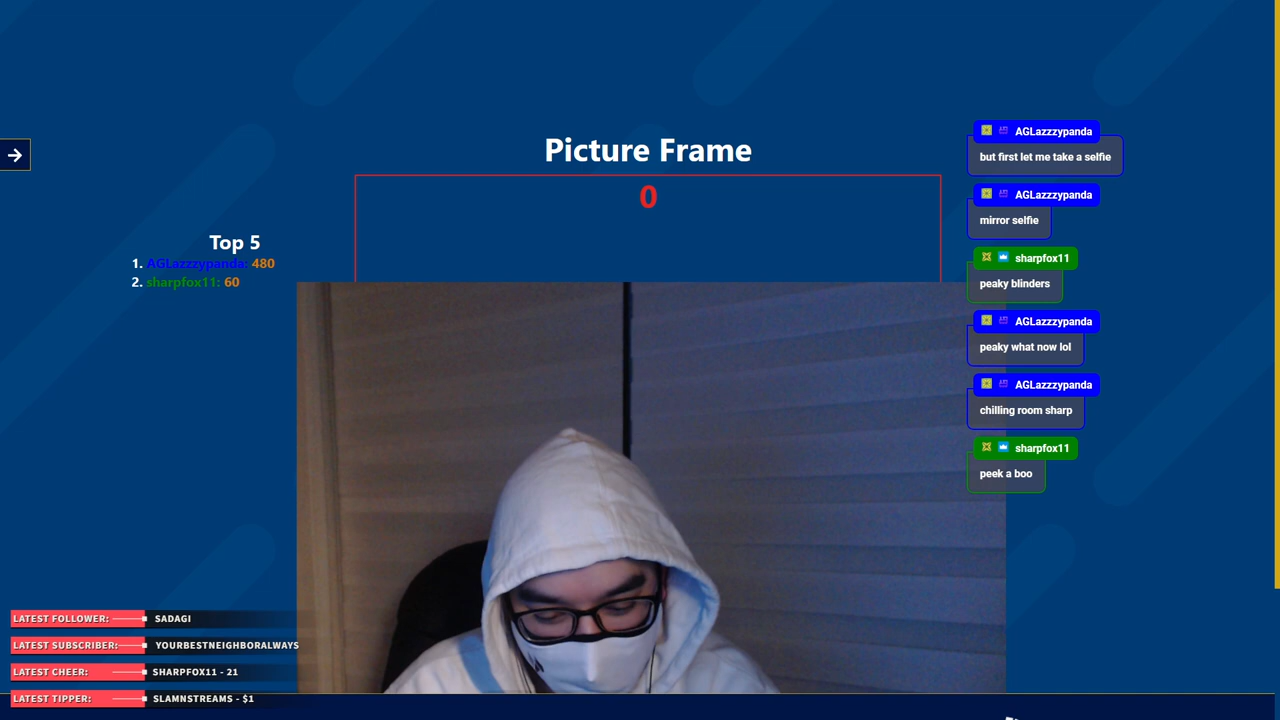 Picture Frame
0
Top 5
1. AGLazzzypanda: 480
2. sharpfox11: 60
AGLazzzypanda
but first let me take a selfie
AGLazzzypanda
mirror selfie
sharpfox11
peaky blinders
AGLazzzypanda
peaky what now lol
AGLazzzypanda
chilling room sharp
sharpfox11
peek a boo
LATEST FOLLOWER: SADAGI
LATEST SUBSCRIBER: YOURBESTNEIGHBORALWAYS
LATEST CHEER: SHARPFOX11 - 21
LATEST TIPPER: SLAMNSTREAMS - $1